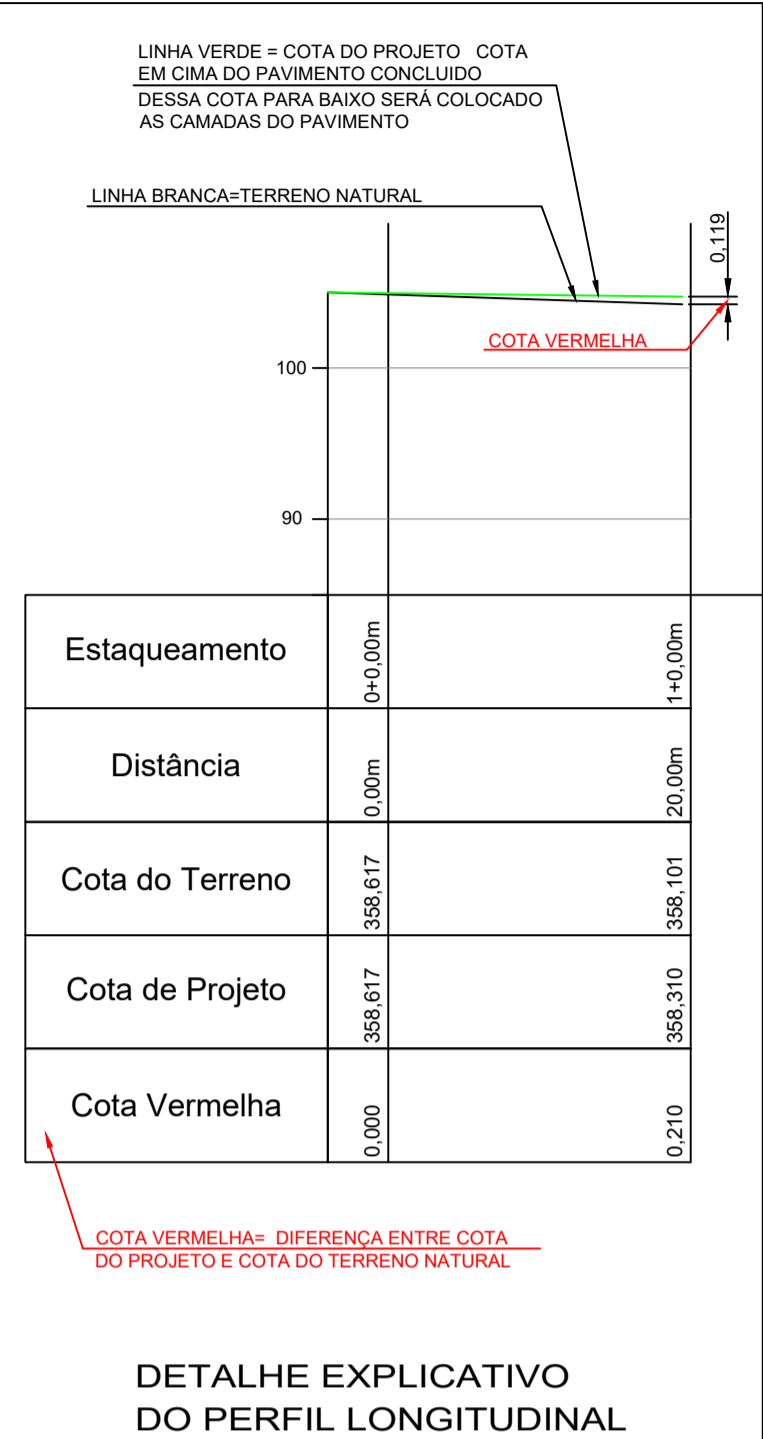 LINHA VERDE = COTA DO PROJETO COTA
EM CIMA DO PAVIMENTO CONCLUIDO
DESSA COTA PARA BAIXO SERÁ COLOCADO
AS CAMADAS DO PAVIMENTO
LINHA BRANCA=TERRENO NATURAL
0,119
COTA VERMELHA
100
90
Estaqueamento
0+0,00m
1+0,00m
Distância
0,00m
20,00m
Cota do Terreno
358,617
358,101
Cota de Projeto
358,617
358,310
Cota Vermelha
0,000
0,210
COTA VERMELHA= DIFERENÇA ENTRE COTA
DO PROJETO E COTA DO TERRENO NATURAL
DETALHE EXPLICATIVO
DO PERFIL LONGITUDINAL